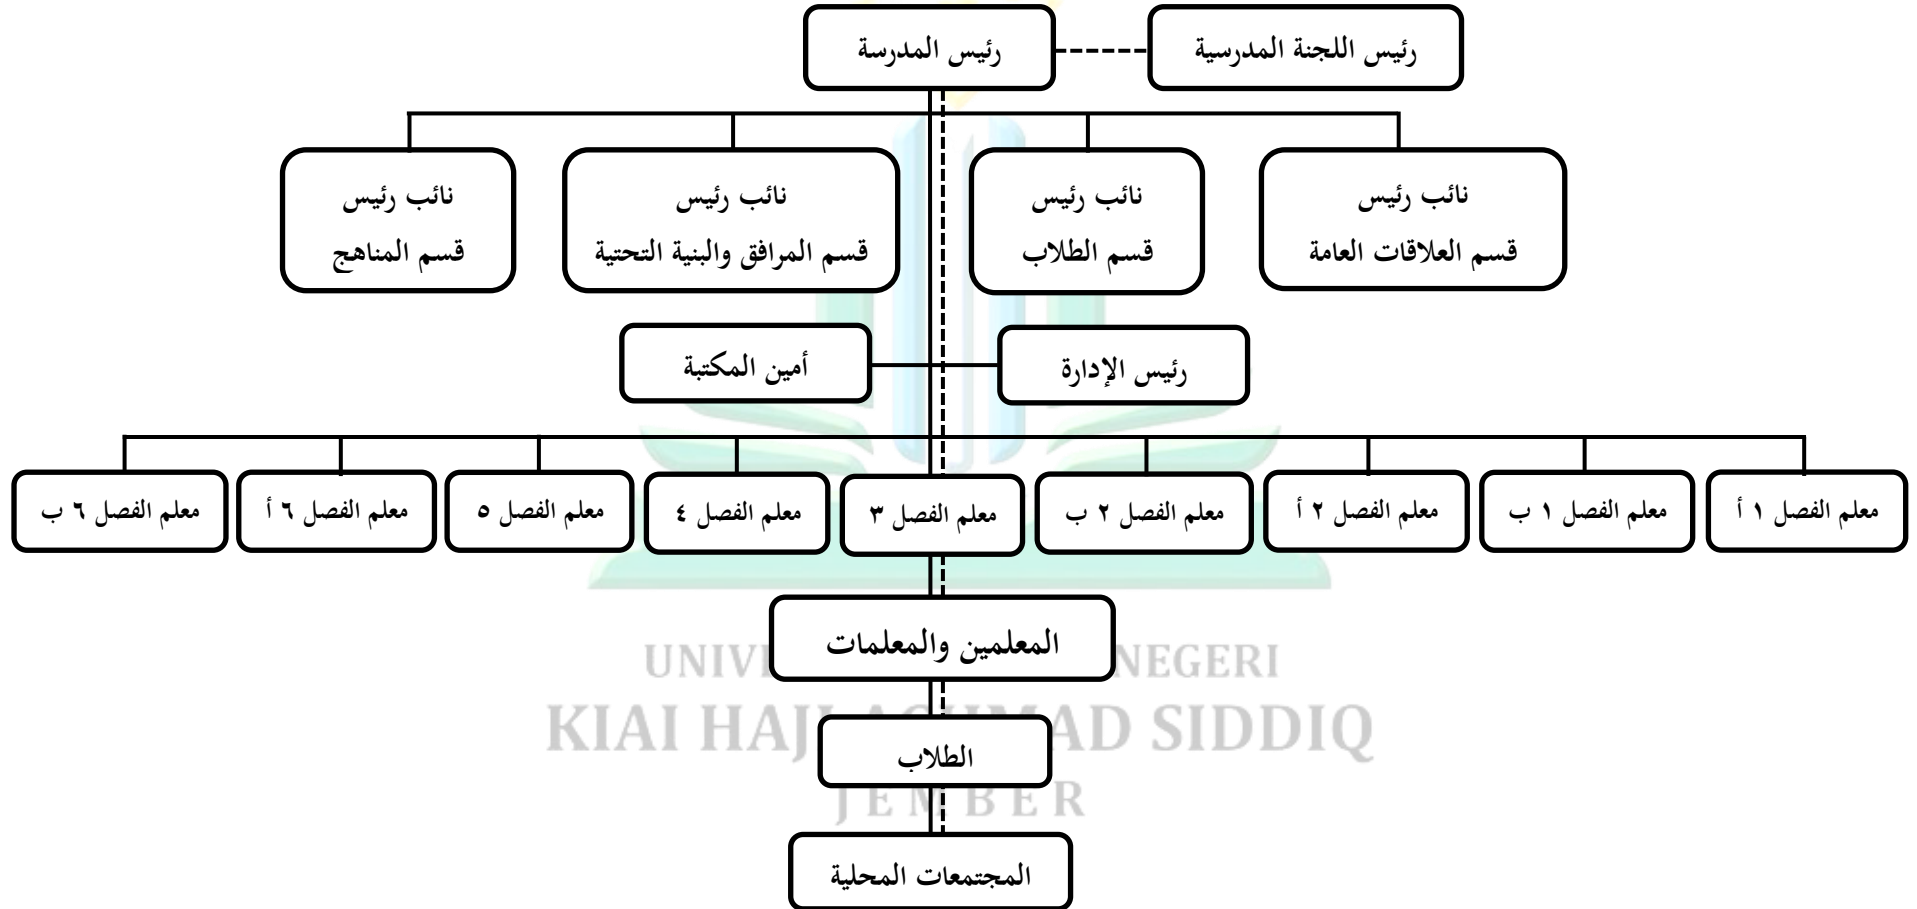 رئيس اللجنة المدرسية
رئيس المدرسة
نائب رئيس
قسم العلاقات العامة
نائب رئيس
قسم الطلاب
نائب رئيس
قسم المرافق والبنية التحتية
نائب رئيس
قسم المناهج
رئيس الإدارة
أمين المكتبة
معلم الفصل ١ أ
معلم الفصل ١ ب
معلم الفصل ٢ أ
معلم الفصل ٢ ب
معلم الفصل ٣
معلم الفصل ٤
معلم الفصل ٥
معلم الفصل ٦ أ
معلم الفصل ٦ ب
المعلمين والمعلمات
الطلاب
المجتمعات المحلية
NEGERI
KIAI SIDDIQ
JEMBER